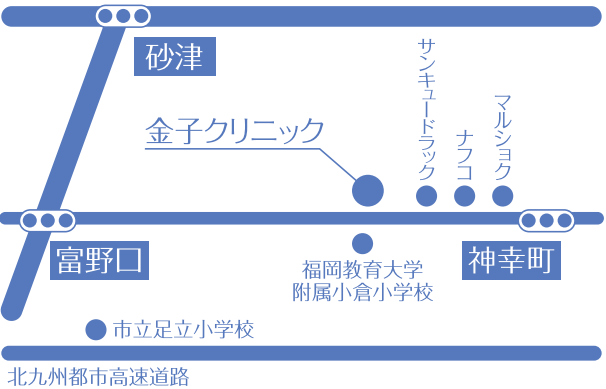 砂津
サンキュードラッグ
マルショク
ナフコ
金子クリニック
富野口
神幸町
福岡教育大学
附属小倉小学校
市立足立小学校
北九州都市高速道路